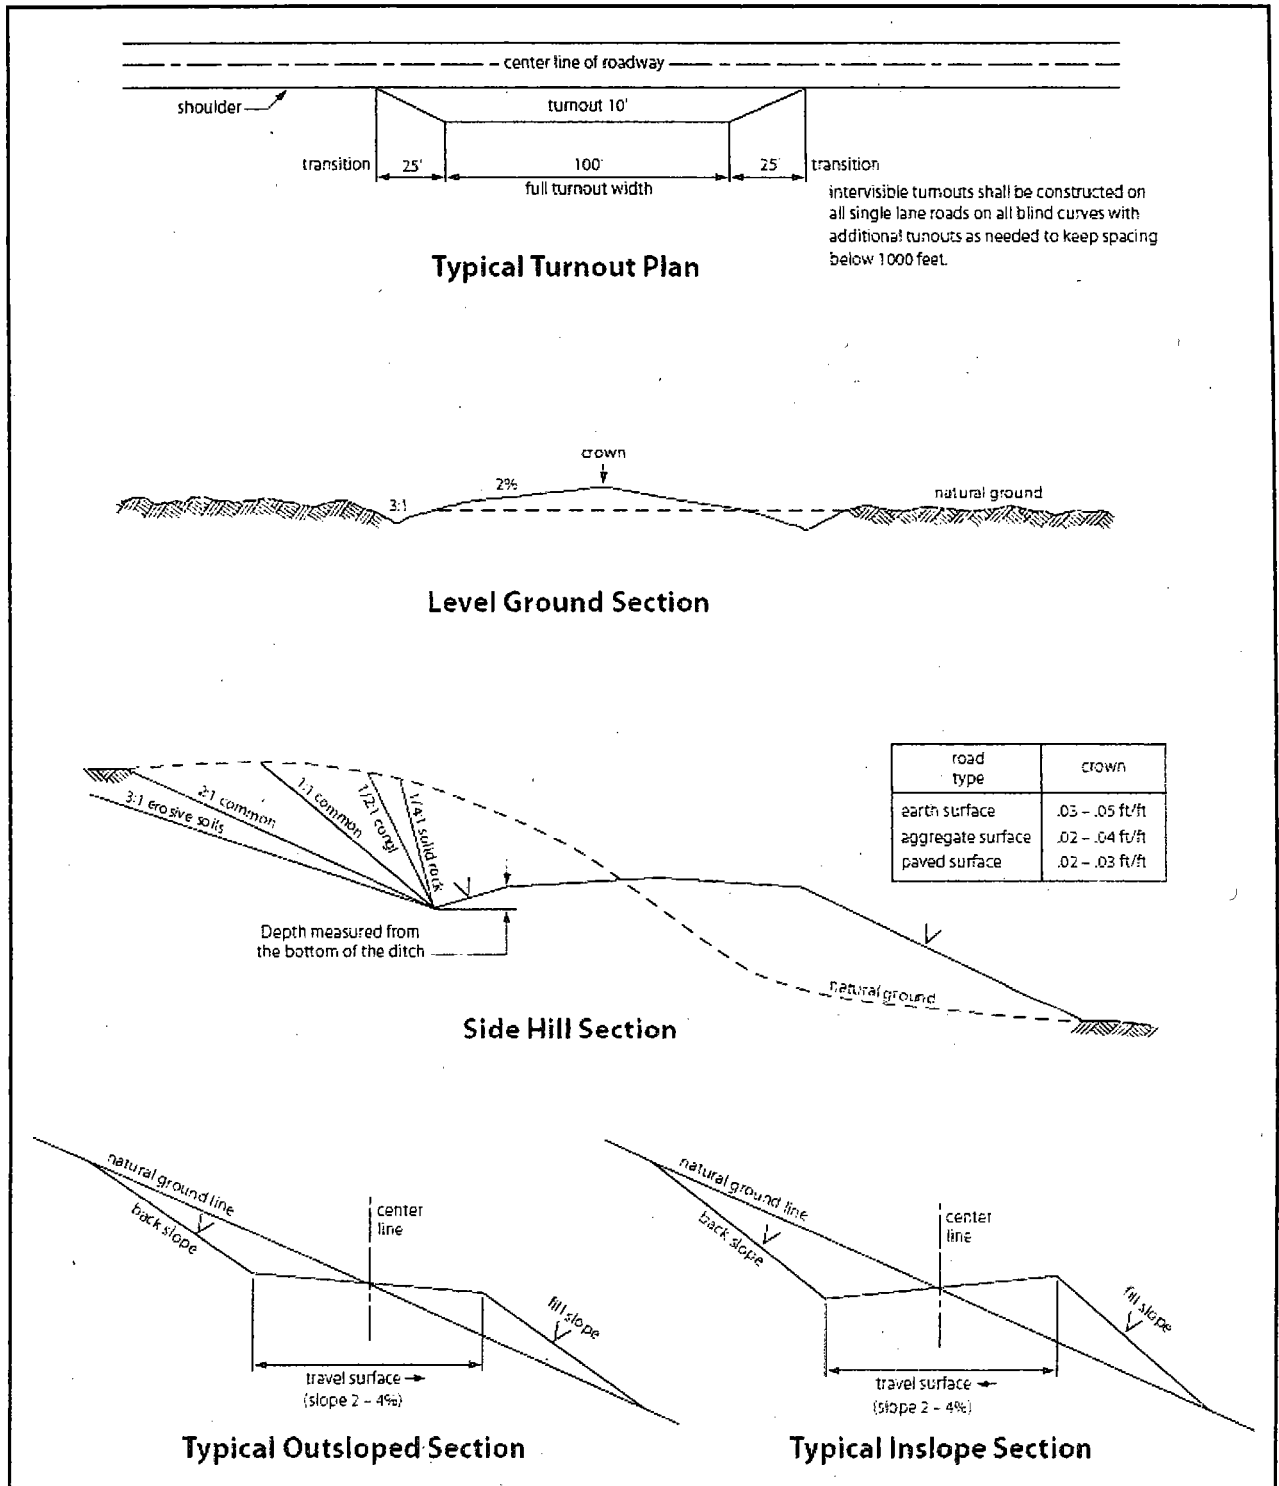 center line of roadway
shoulder
turnout 10'
transition
25'
100'
25'
transition
full turnout width
intervisible turnouts shall be constructed on
all single lane roads on all blind curves with
additional tunouts as needed to keep spacing
below 1000 feet.
Typical Turnout Plan
crown
3:1
2%
natural ground
Level Ground Section
road
type
crown
earth surface
.03 – .05 ft/ft
aggregate surface
.02 – .04 ft/ft
paved surface
.02 – .03 ft/ft
3:1 erosive soils
2:1 common
1:1 common
1/2:1 congl
1/4:1 solid rock
Depth measured from
the bottom of the ditch
natural ground
Side Hill Section
natural ground line
back slope
center
line
fill slope
travel surface
(slope 2 – 4%)
Typical Outsloped Section
natural ground line
back slope
center
line
fill slope
travel surface
(slope 2 – 4%)
Typical Inslope Section